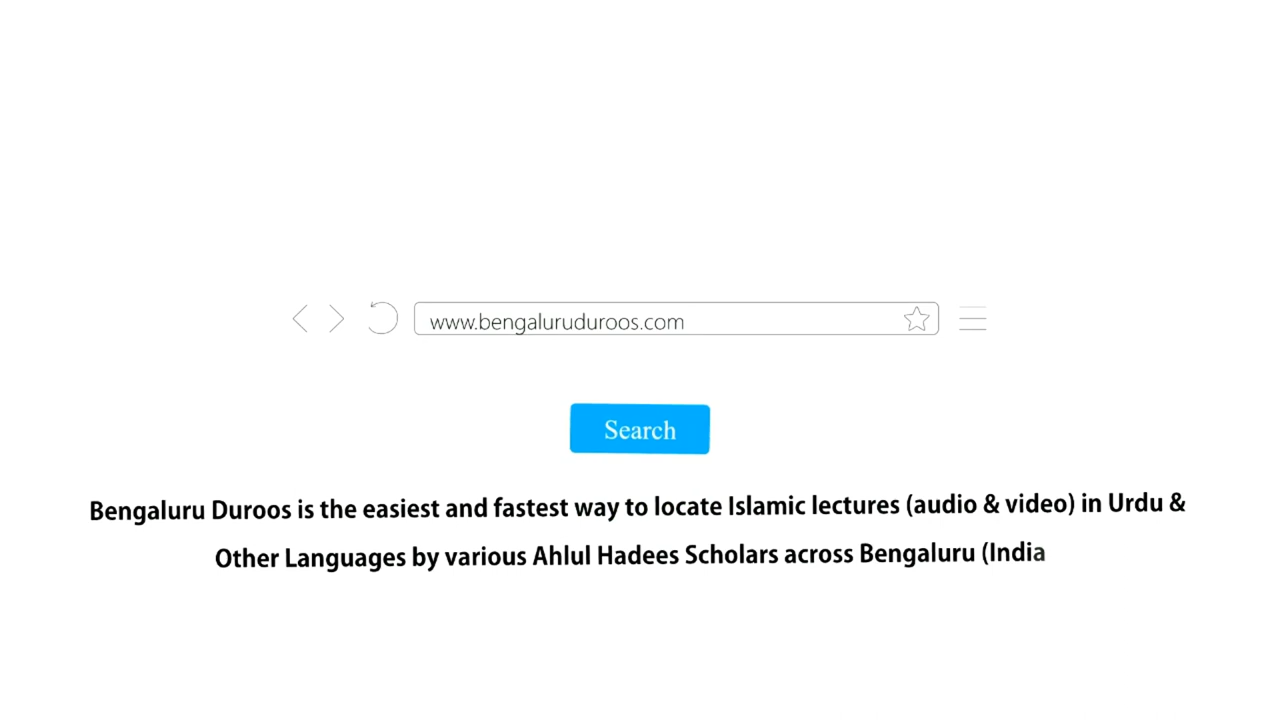 www.bengaluruduroos.com
Search
Bengaluru Duroos is the easiest and fastest way to locate Islamic lectures (audio & video) in Urdu &
Other Languages by various Ahlul Hadees Scholars across Bengaluru (India